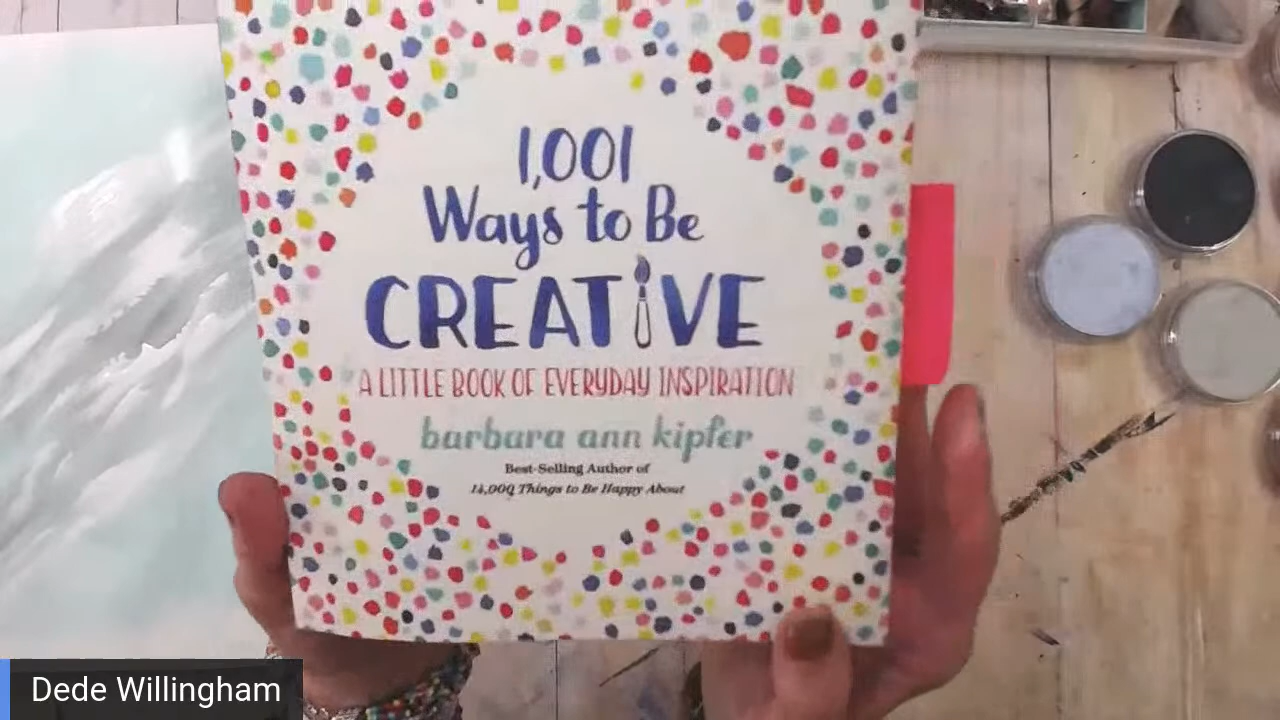 1,001
Ways to Be
CREATIVE
A LITTLE BOOK OF EVERYDAY INSPIRATION
barbara ann kipfer
Best-Selling Author of
14,000 Things to Be Happy About
Dede Willingham